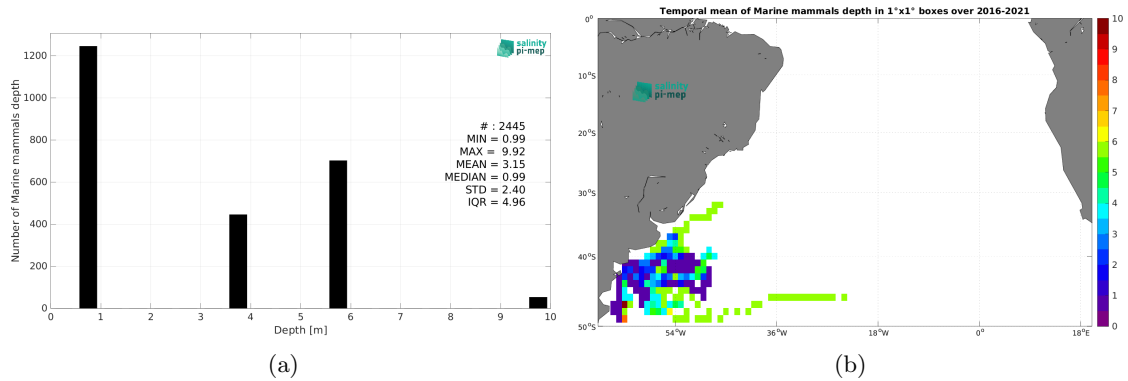 salinity
pi-mep
Number of Marine mammals depth
1200
1000
800
600
400
200
0
# : 2445
MIN = 0.99
MAX = 9.92
MEAN = 3.15
MEDIAN = 0.99
STD = 2.40
IQR = 4.96
0 1 2 3 4 5 6 7 8 9 10
Depth [m]
(a)
Temporal mean of Marine mammals depth in 1°x1° boxes over 2016-2021
salinity
pi-mep
0°
10°S
20°S
30°S
40°S
50°S
54°W 36°W 18°W 0° 18°E
10
9
8
7
6
5
4
3
2
1
0
(b)